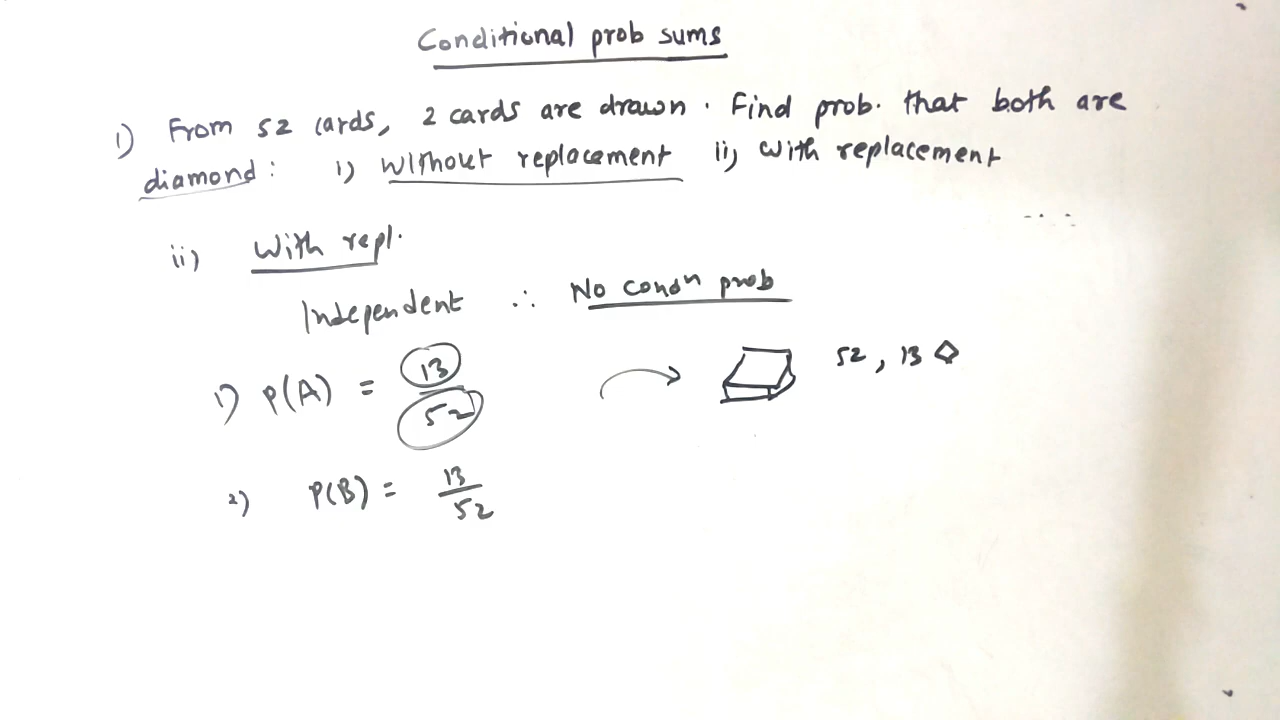 Conditional prob sums
1) From 52 cards, 2 cards are drawn. Find prob. that both are
diamond: i) Without replacement ii) With replacement
ii) With repl.
Independent ∴ No condn prob
1) P(A) = 13/52
52, 13 ◇
2) P(B) = 13/52